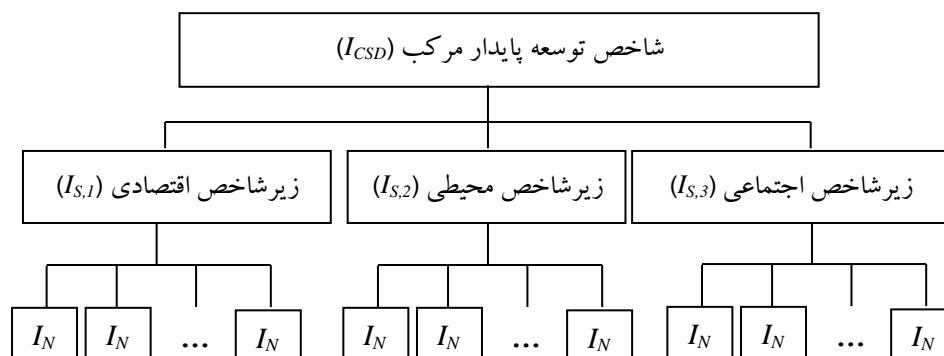 شاخص توسعه پایدار مرکب (I_CSD)
زیرشاخص اجتماعی (I_S,3) زیرشاخص محیطی (I_S,2) زیرشاخص اقتصادی (I_S,1)
I_N I_N ... I_N I_N I_N ... I_N I_N I_N ... I_N